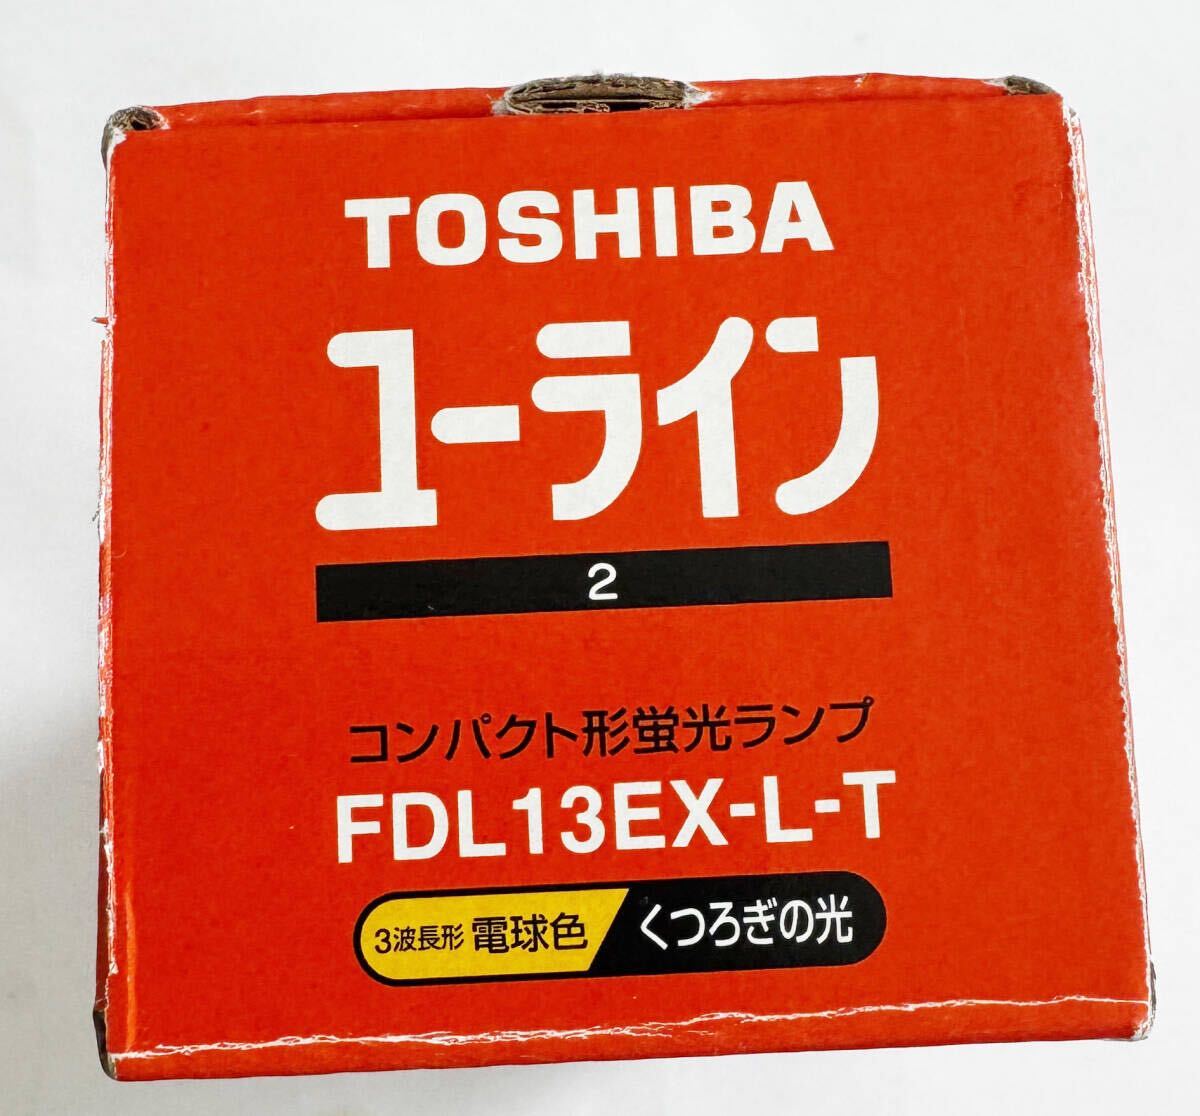 TOSHIBA
ユーライン
2
コンパクト形蛍光ランプ
FDL13EX-L-T
3波長形 電球色 くつろぎの光